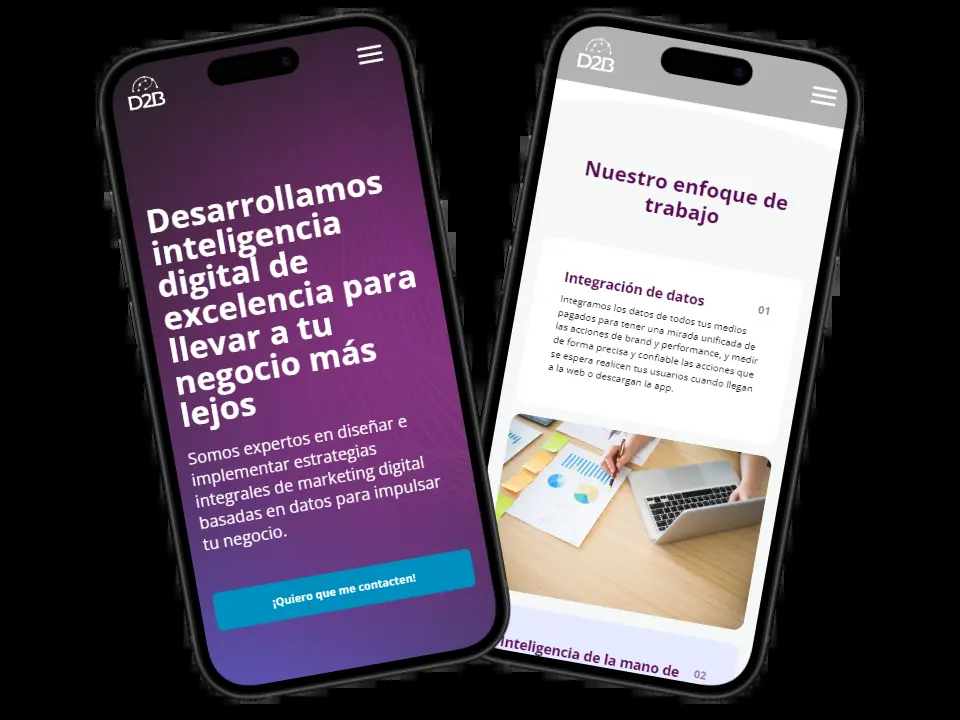 D2B
Desarrollamos
inteligencia
digital de
excelencia para
llevar a tu
negocio más
lejos
Somos expertos en diseñar e
implementar estrategias
integrales de marketing digital
basadas en datos para impulsar
tu negocio.
¡Quiero que me contacten!
D2B
Nuestro enfoque de
trabajo
Integración de datos
01
Integramos los datos de todos tus medios
pagados para tener una mirada unificada de
las acciones de brand y performance, y medir
de forma precisa y confiable las acciones que
se espera realicen tus usuarios cuando llegan
a la web o descargan la app.
Inteligencia de la mano de
02